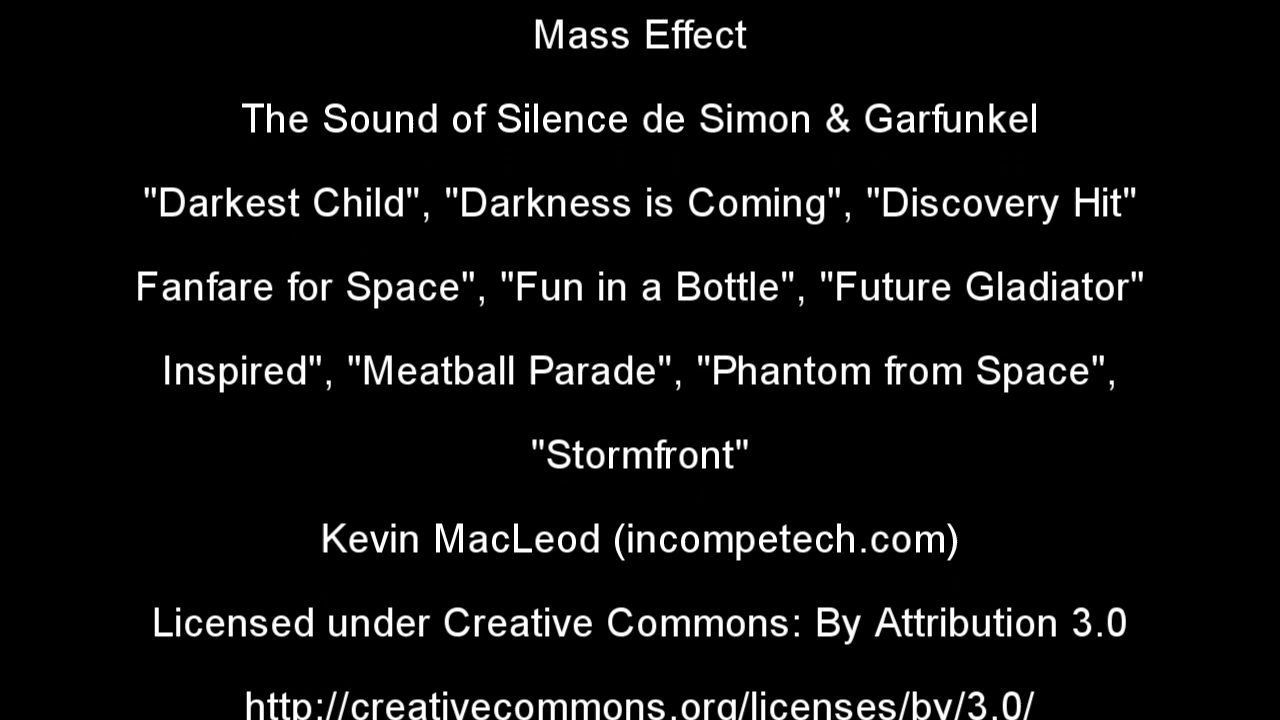 Mass Effect
The Sound of Silence de Simon & Garfunkel
"Darkest Child", "Darkness is Coming", "Discovery Hit"
Fanfare for Space", "Fun in a Bottle", "Future Gladiator"
Inspired", "Meatball Parade", "Phantom from Space",
"Stormfront"
Kevin MacLeod (incompetech.com)
Licensed under Creative Commons: By Attribution 3.0
http://creativecommons.org/licenses/by/3.0/